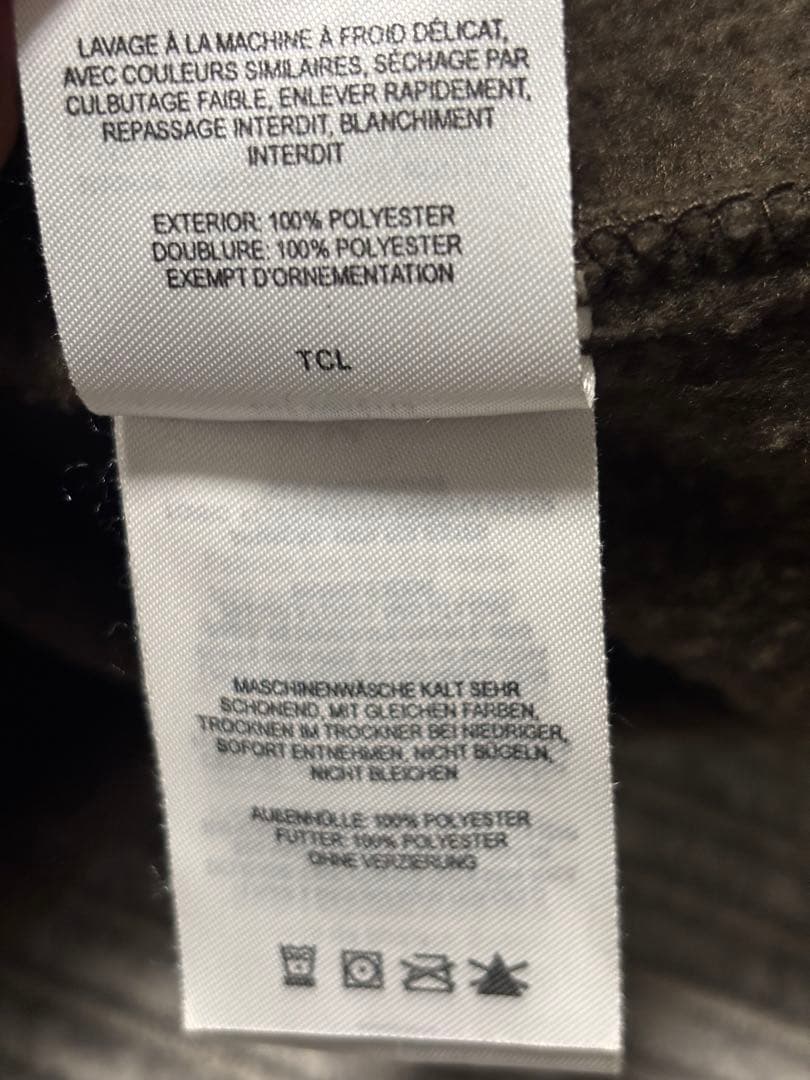 LAVAGE À LA MACHINE À FROID DÉLICAT,
AVEC COULEURS SIMILAIRES, SÉCHAGE PAR
CULBUTAGE FAIBLE, ENLEVER RAPIDEMENT,
REPASSAGE INTERDIT, BLANCHIMENT
INTERDIT
EXTERIOR: 100% POLYESTER
DOUBLURE: 100% POLYESTER
EXEMPT D'ORNEMENTATION
TCL
MASCHINENWÄSCHE KALT SEHR
SCHONEND, MIT GLEICHEN FARBEN,
TROCKNEN IM TROCKNER BEI NIEDRIGER,
SOFORT ENTNEHMEN, NICHT BÜGELN,
NICHT BLEICHEN
AUßENHÖLLE: 100% POLYESTER
FUTTER: 100% POLYESTER
OHNE VERZIERUNG